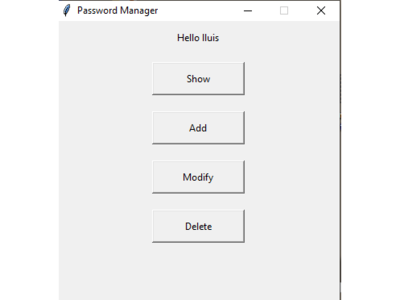 Password Manager
Hello lluis
Show
Add
Modify
Delete